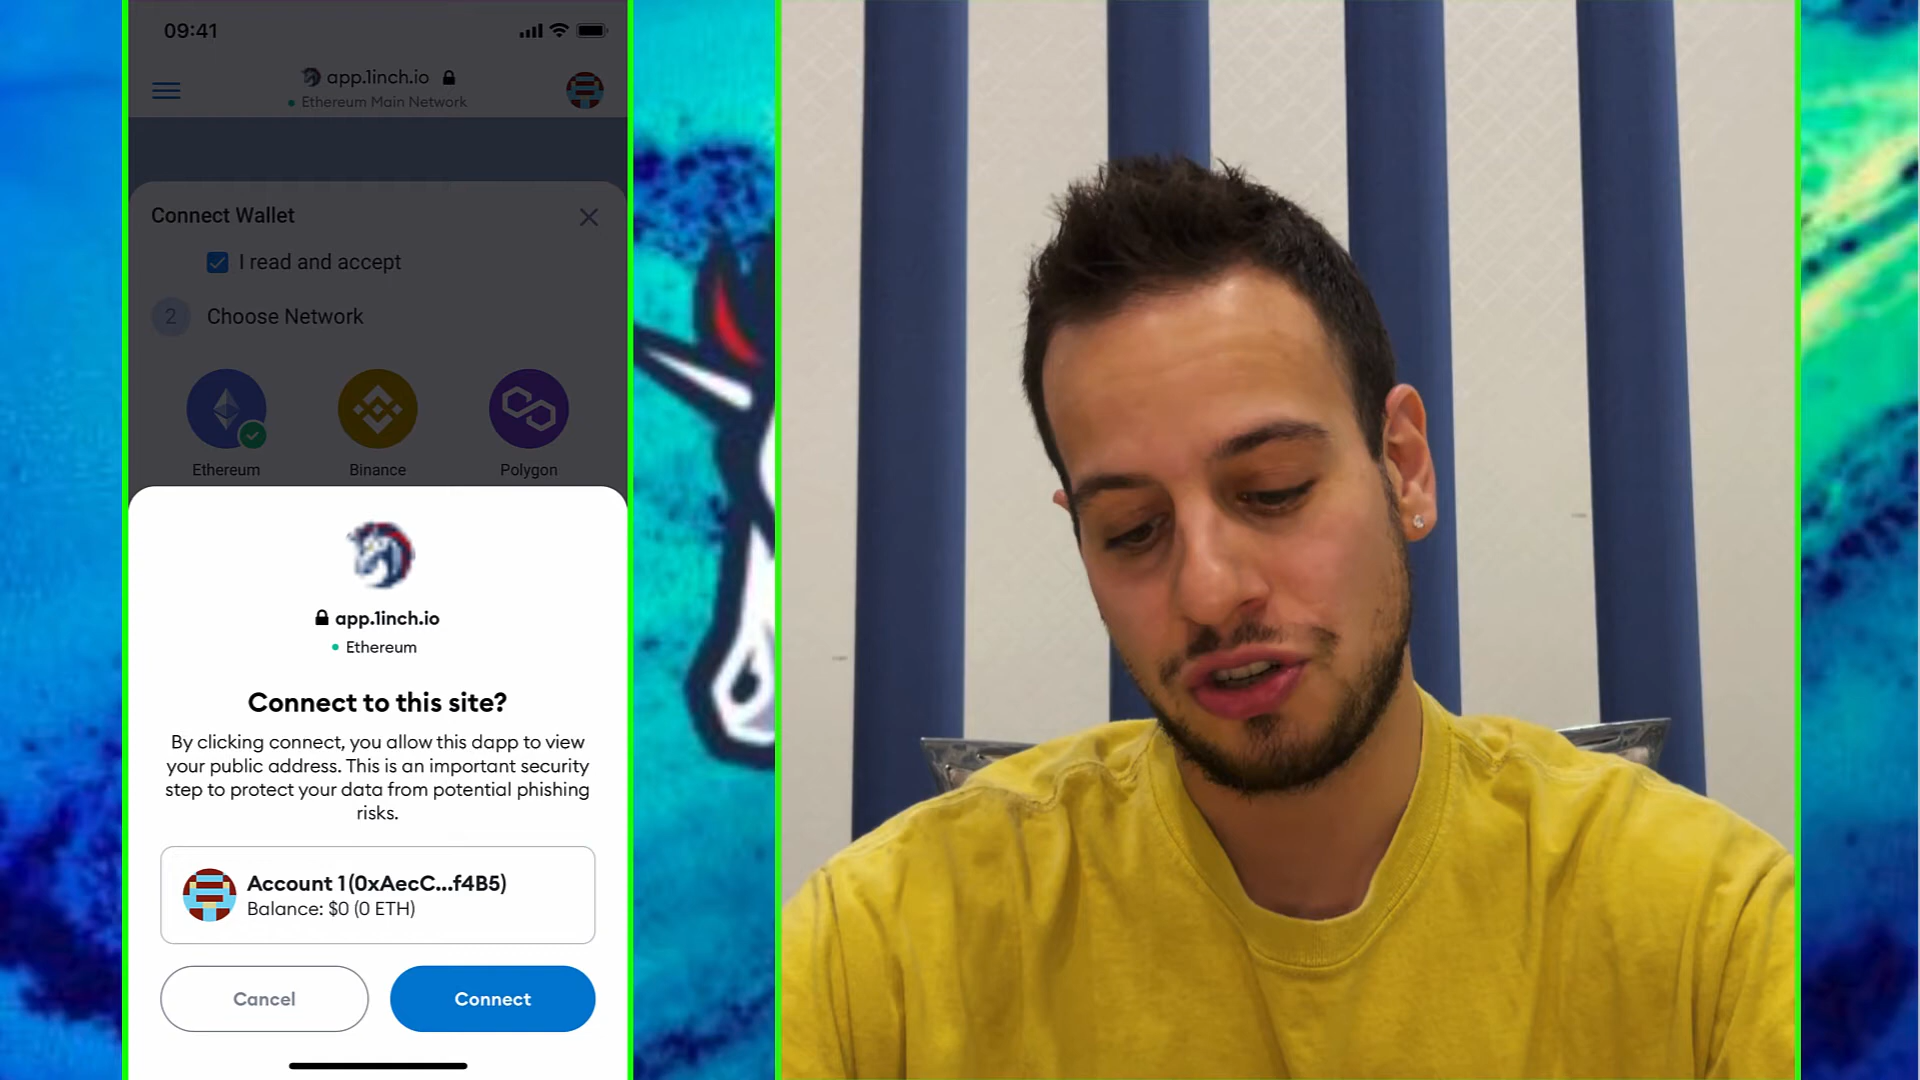 09:41
app.1inch.io
Ethereum Main Network
Connect Wallet
I read and accept
2
Choose Network
Ethereum
Binance
Polygon
app.1inch.io
Ethereum
Connect to this site?
By clicking connect, you allow this dapp to view
your public address. This is an important security
step to protect your data from potential phishing
risks.
Account 1 (0xAecC...f4B5)
Balance: $0 (0 ETH)
Cancel
Connect